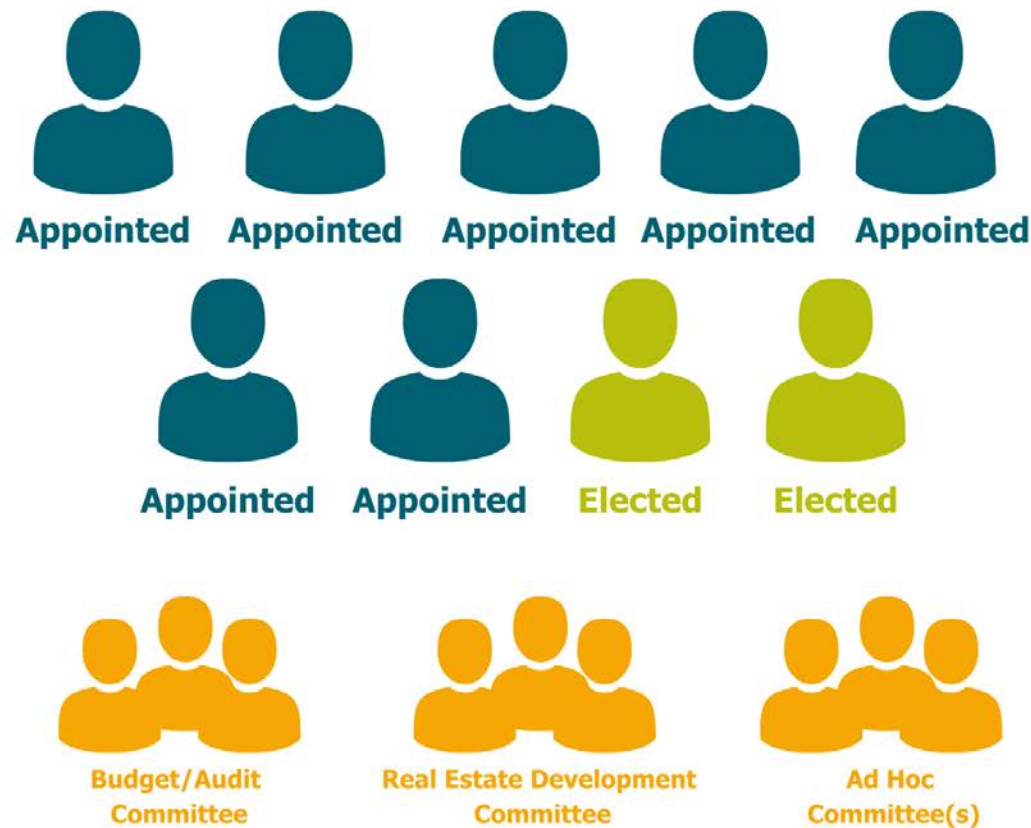 Appointed Appointed Appointed Appointed Appointed
Appointed Appointed Elected Elected
Budget/Audit
Committee
Real Estate Development
Committee
Ad Hoc
Committee(s)